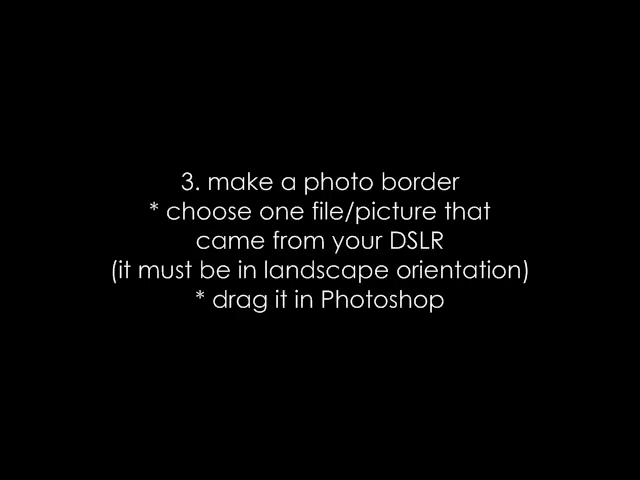 3. make a photo border
* choose one file/picture that
came from your DSLR
(it must be in landscape orientation)
* drag it in Photoshop